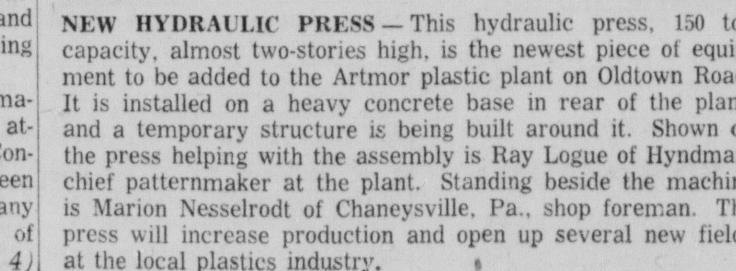 and
ing
ma-
at-
Con-
een
any
of
4)
NEW HYDRAULIC PRESS — This hydraulic press, 150 to
capacity, almost two-stories high, is the newest piece of equi
ment to be added to the Artmor plastic plant on Oldtown Roa
It is installed on a heavy concrete base in rear of the plan
and a temporary structure is being built around it. Shown o
the press helping with the assembly is Ray Logue of Hyndma
chief patternmaker at the plant. Standing beside the machin
is Marion Nesselrodt of Chaneysville, Pa., shop foreman. Th
press will increase production and open up several new field
at the local plastics industry.